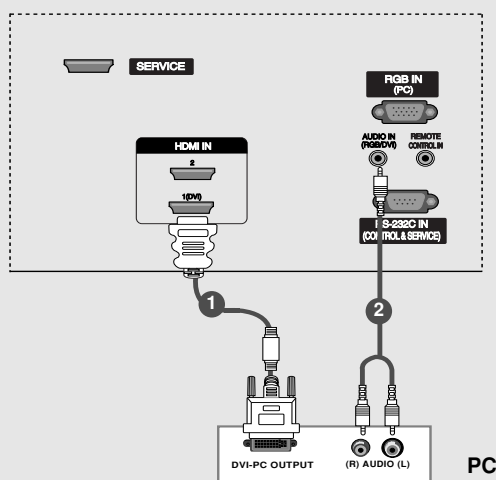 SERVICE
RGB IN
(PC)
AUDIO IN
(RGB/DVI)
REMOTE
CONTROL IN
HDMI IN
2
1(DVI)
RS-232C IN
(CONTROL & SERVICE)
1
2
DVI-PC OUTPUT
(R) AUDIO (L)
PC